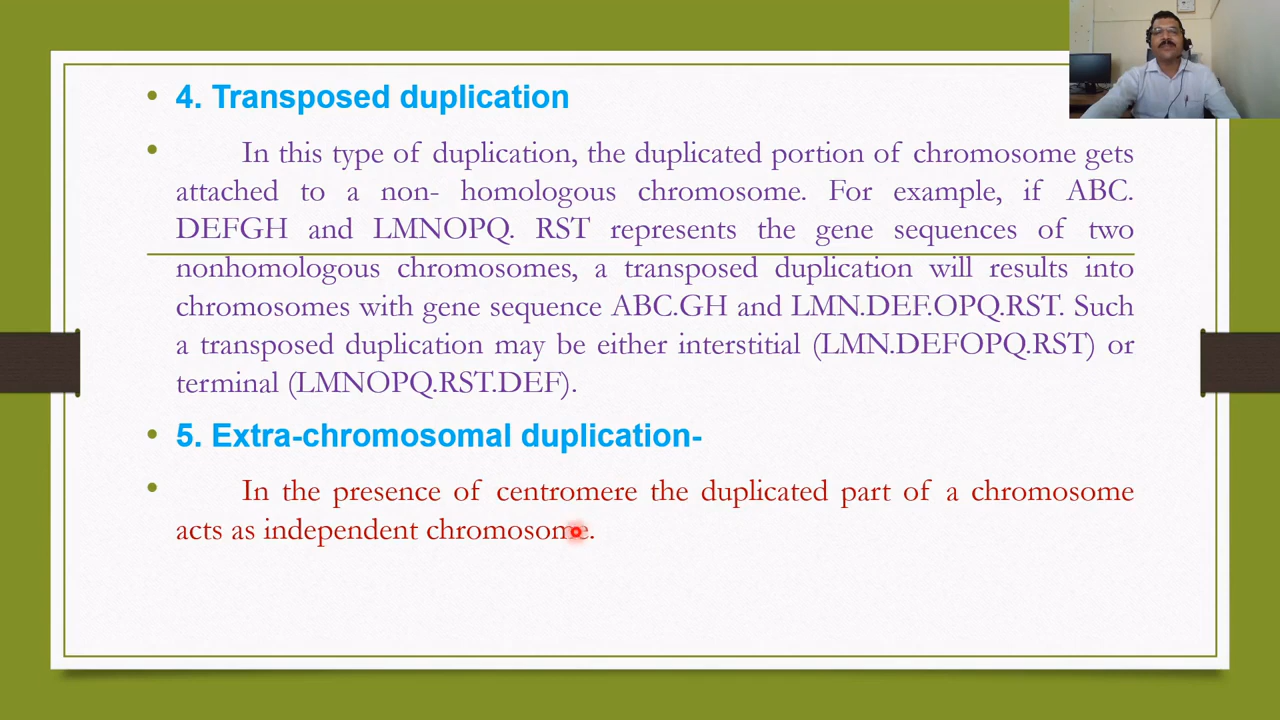 • 4. Transposed duplication
• In this type of duplication, the duplicated portion of chromosome gets
attached to a non- homologous chromosome. For example, if ABC.
DEFGH and LMNOPQ. RST represents the gene sequences of two
nonhomologous chromosomes, a transposed duplication will results into
chromosomes with gene sequence ABC.GH and LMN.DEF.OPQ.RST. Such
a transposed duplication may be either interstitial (LMN.DEFOPQ.RST) or
terminal (LMNOPQ.RST.DEF).
• 5. Extra-chromosomal duplication-
• In the presence of centromere the duplicated part of a chromosome
acts as independent chromosome.